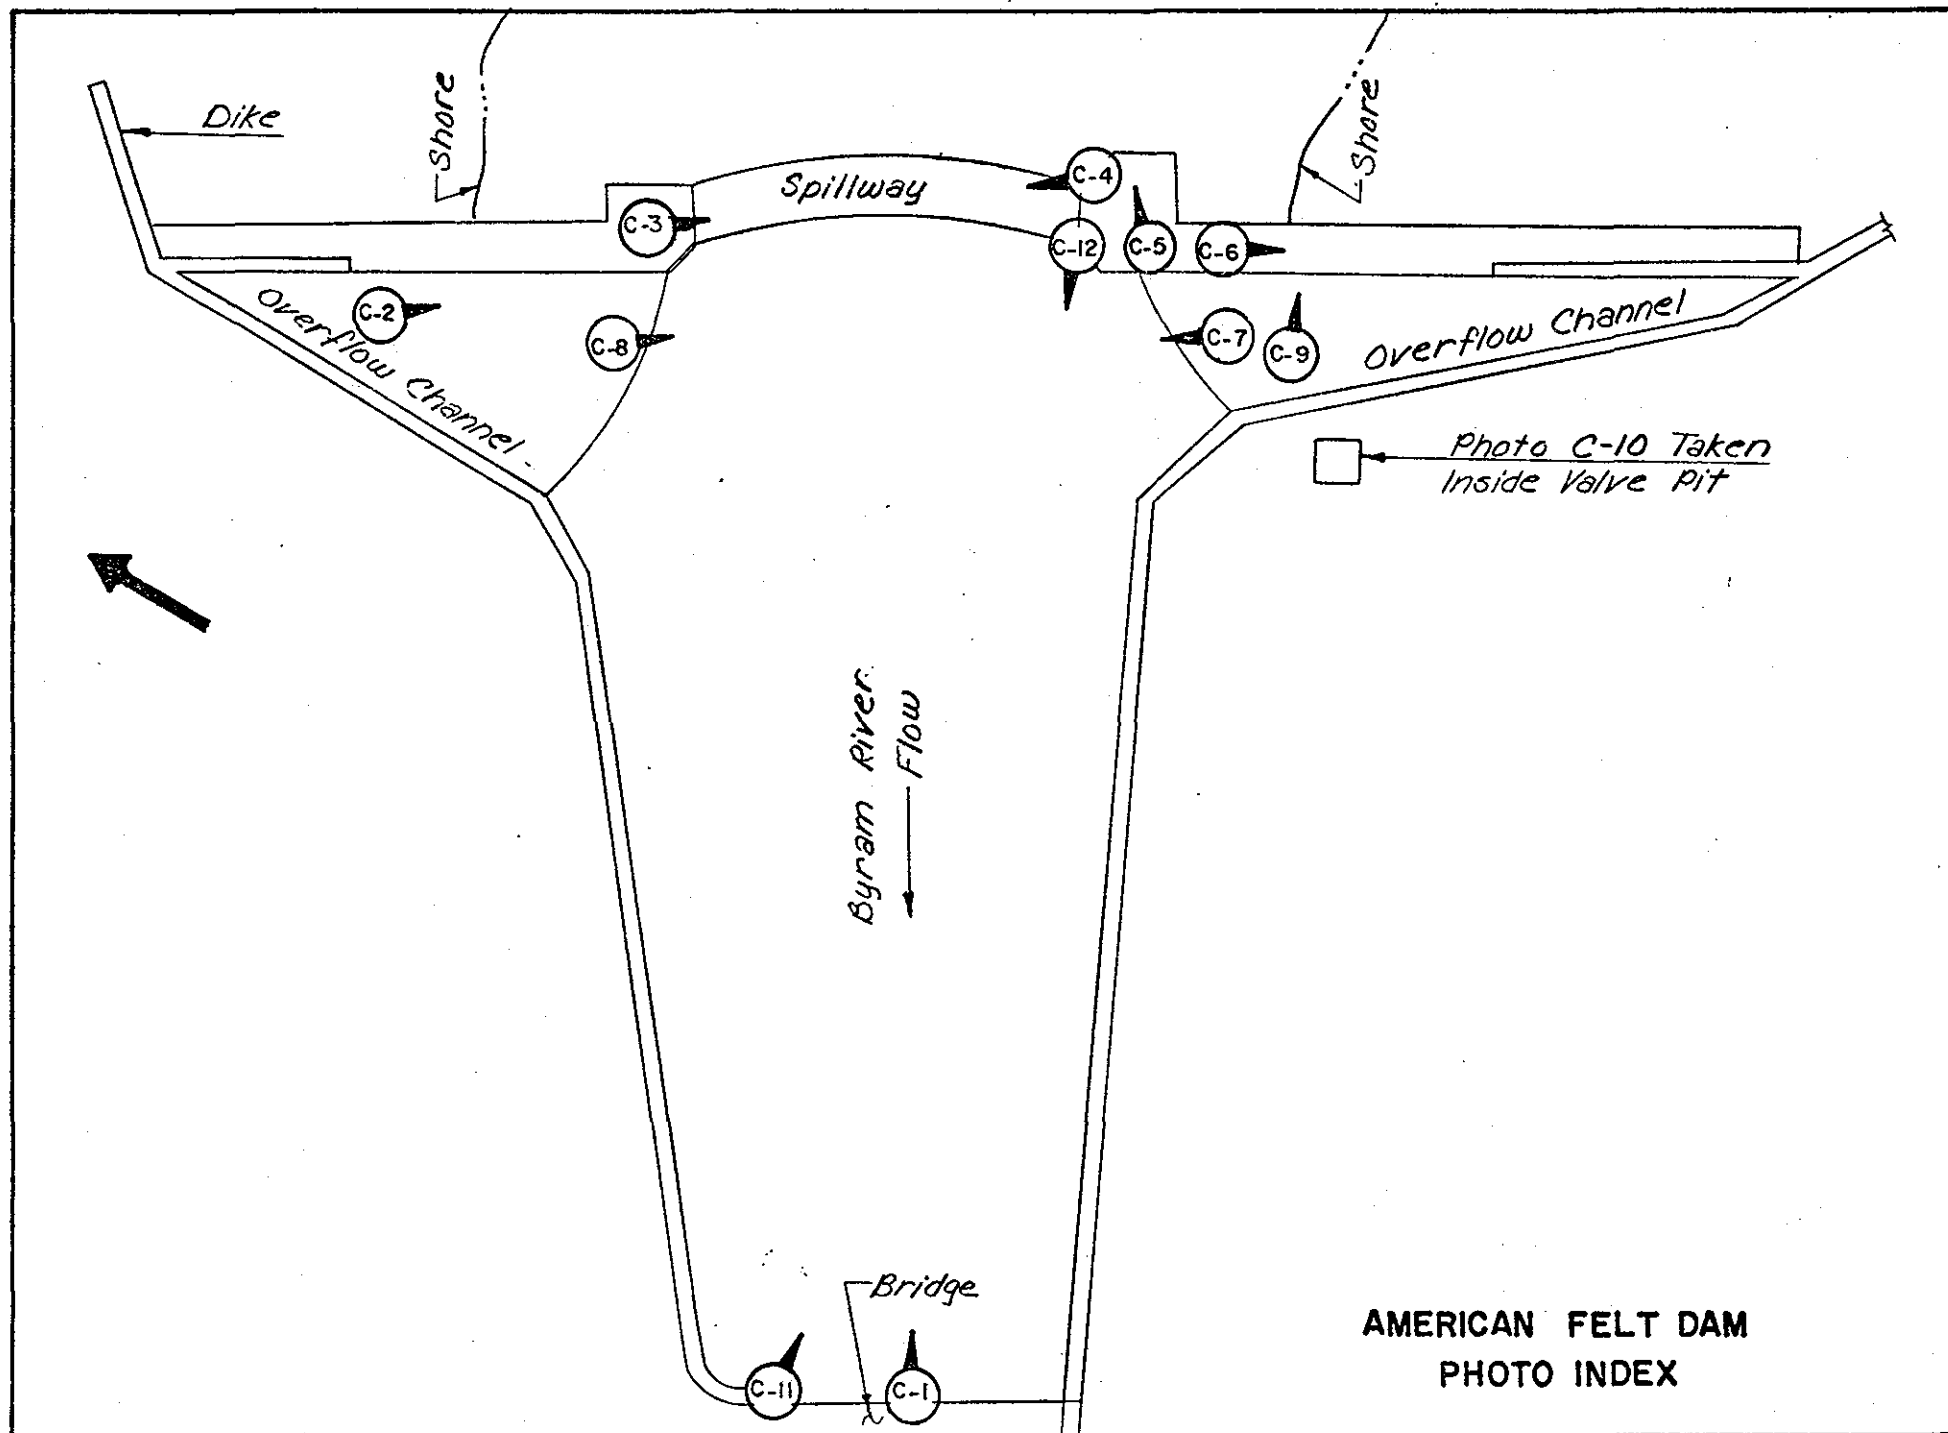 Dike
Shore
Shore
Spillway
C-4
C-3
C-12
C-5
C-6
C-2
C-8
C-7
C-9
Overflow Channel
Overflow Channel
Photo C-10 Taken
Inside Valve Pit
Byram River
Flow
Bridge
C-11
C-1
AMERICAN FELT DAM
PHOTO INDEX